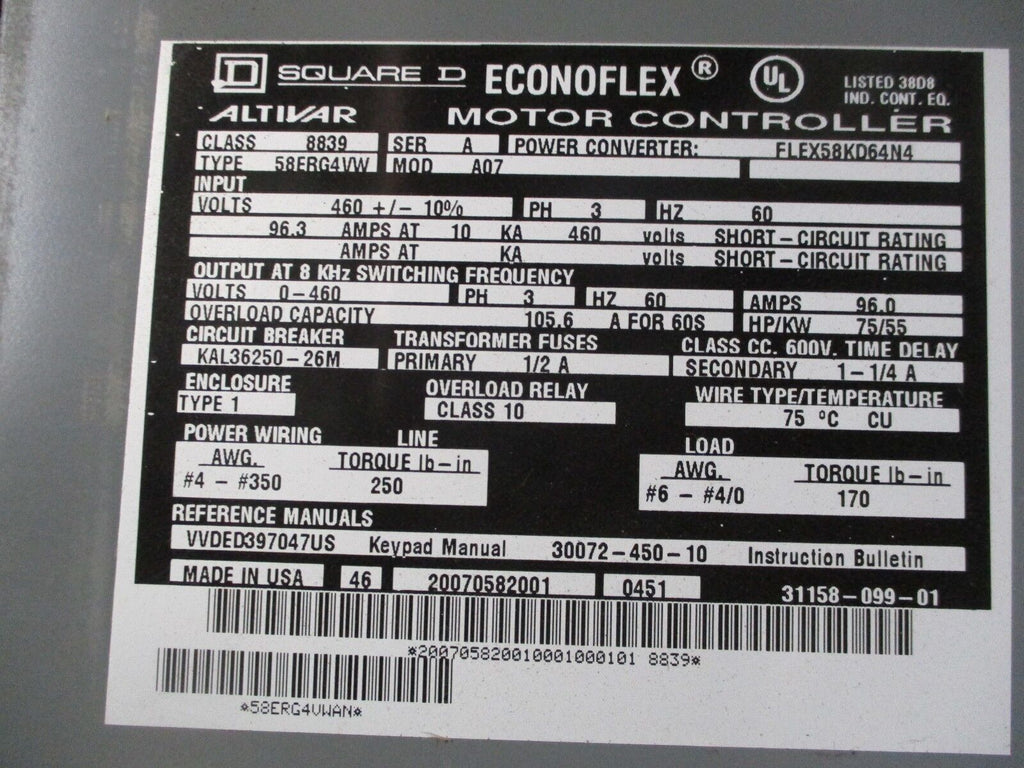 D SQUARE D ECONOFLEX® UL LISTED 38D8
IND. CONT. EQ.
ALTIVAR MOTOR CONTROLLER
CLASS 8839 SER A POWER CONVERTER: FLEX58KD64N4
TYPE 58ERG4VW MOD A07
INPUT
VOLTS 460 +/- 10% PH 3 HZ 60
96.3 AMPS AT 10 KA 460 volts SHORT-CIRCUIT RATING
AMPS AT KA volts SHORT-CIRCUIT RATING
OUTPUT AT 8 KHz SWITCHING FREQUENCY
VOLTS 0-460 PH 3 HZ 60 AMPS 96.0
OVERLOAD CAPACITY 105.6 A FOR 60S HP/KW 75/55
CIRCUIT BREAKER TRANSFORMER FUSES CLASS CC. 600V. TIME DELAY
KAL36250-26M PRIMARY 1/2 A SECONDARY 1-1/4 A
ENCLOSURE OVERLOAD RELAY WIRE TYPE/TEMPERATURE
TYPE 1 CLASS 10 75 ºC CU
POWER WIRING LINE LOAD
AWG. TORQUE lb-in AWG. TORQUE lb-in
#4 - #350 250 #6 - #4/0 170
REFERENCE MANUALS
VVDED397047US Keypad Manual 30072-450-10 Instruction Bulletin
MADE IN USA 46 20070582001 0451 31158-099-01
*200705820010001000101 8839*
*58ERG4VWAN*